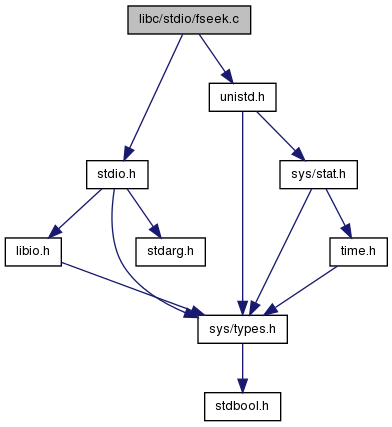 libc/stdio/fseek.c
unistd.h
stdio.h
sys/stat.h
libio.h
stdarg.h
time.h
sys/types.h
stdbool.h